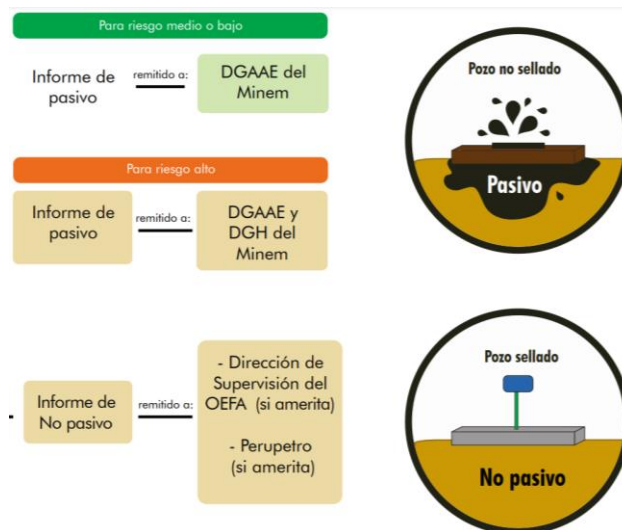 Para riesgo medio o bajo
Informe de
pasivo
remitido a:
DGAAE del
Minem
Para riesgo alto
Informe de
pasivo
remitido a:
DGAAE y
DGH del
Minem
Informe de
No pasivo
remitido a:
- Dirección de
Supervisión del
OEFA (si amerita)
- Perupetro
(si amerita)
Pozo no sellado
Pasivo
Pozo sellado
No pasivo